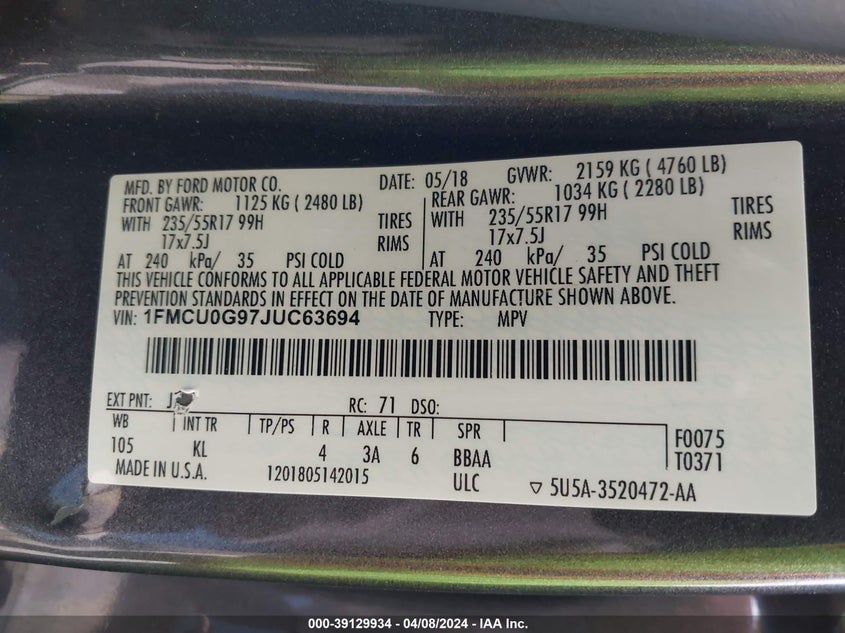 MFD. BY FORD MOTOR CO. DATE: 05/18 GVWR: 2159 KG ( 4760 LB)
FRONT GAWR: 1125 KG ( 2480 LB) REAR GAWR: 1034 KG ( 2280 LB)
WITH 235/55R17 99H TIRES WITH 235/55R17 99H TIRES
17x7.5J RIMS 17x7.5J RIMS
AT 240 kPa/ 35 PSI COLD AT 240 kPa/ 35 PSI COLD
THIS VEHICLE CONFORMS TO ALL APPLICABLE FEDERAL MOTOR VEHICLE SAFETY AND THEFT
PREVENTION STANDARDS IN EFFECT ON THE DATE OF MANUFACTURE SHOWN ABOVE.
VIN: 1FMCU0G97JUC63694 TYPE: MPV
EXT PNT: J RC: 71 DSO:
WB INT TR TP/PS R AXLE TR SPR F0075
105 KL 4 3A 6 BBAA T0371
MADE IN U.S.A. 1201805142015 ULC ▽ 5U5A-3520472-AA
000-39129934 - 04/08/2024 - IAA Inc.